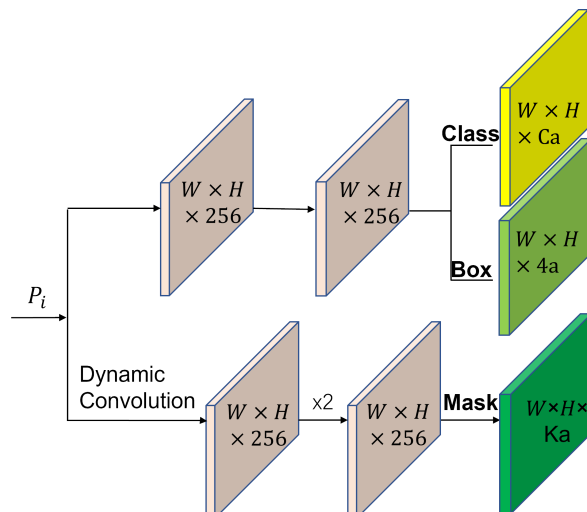 W × H
× Ca
Class
W × H
× 256
W × H
× 256
W × H
× 4a
Box
P_i
Dynamic
Convolution
W × H
× 256
x2
W × H
× 256
Mask
W×H×
Ka